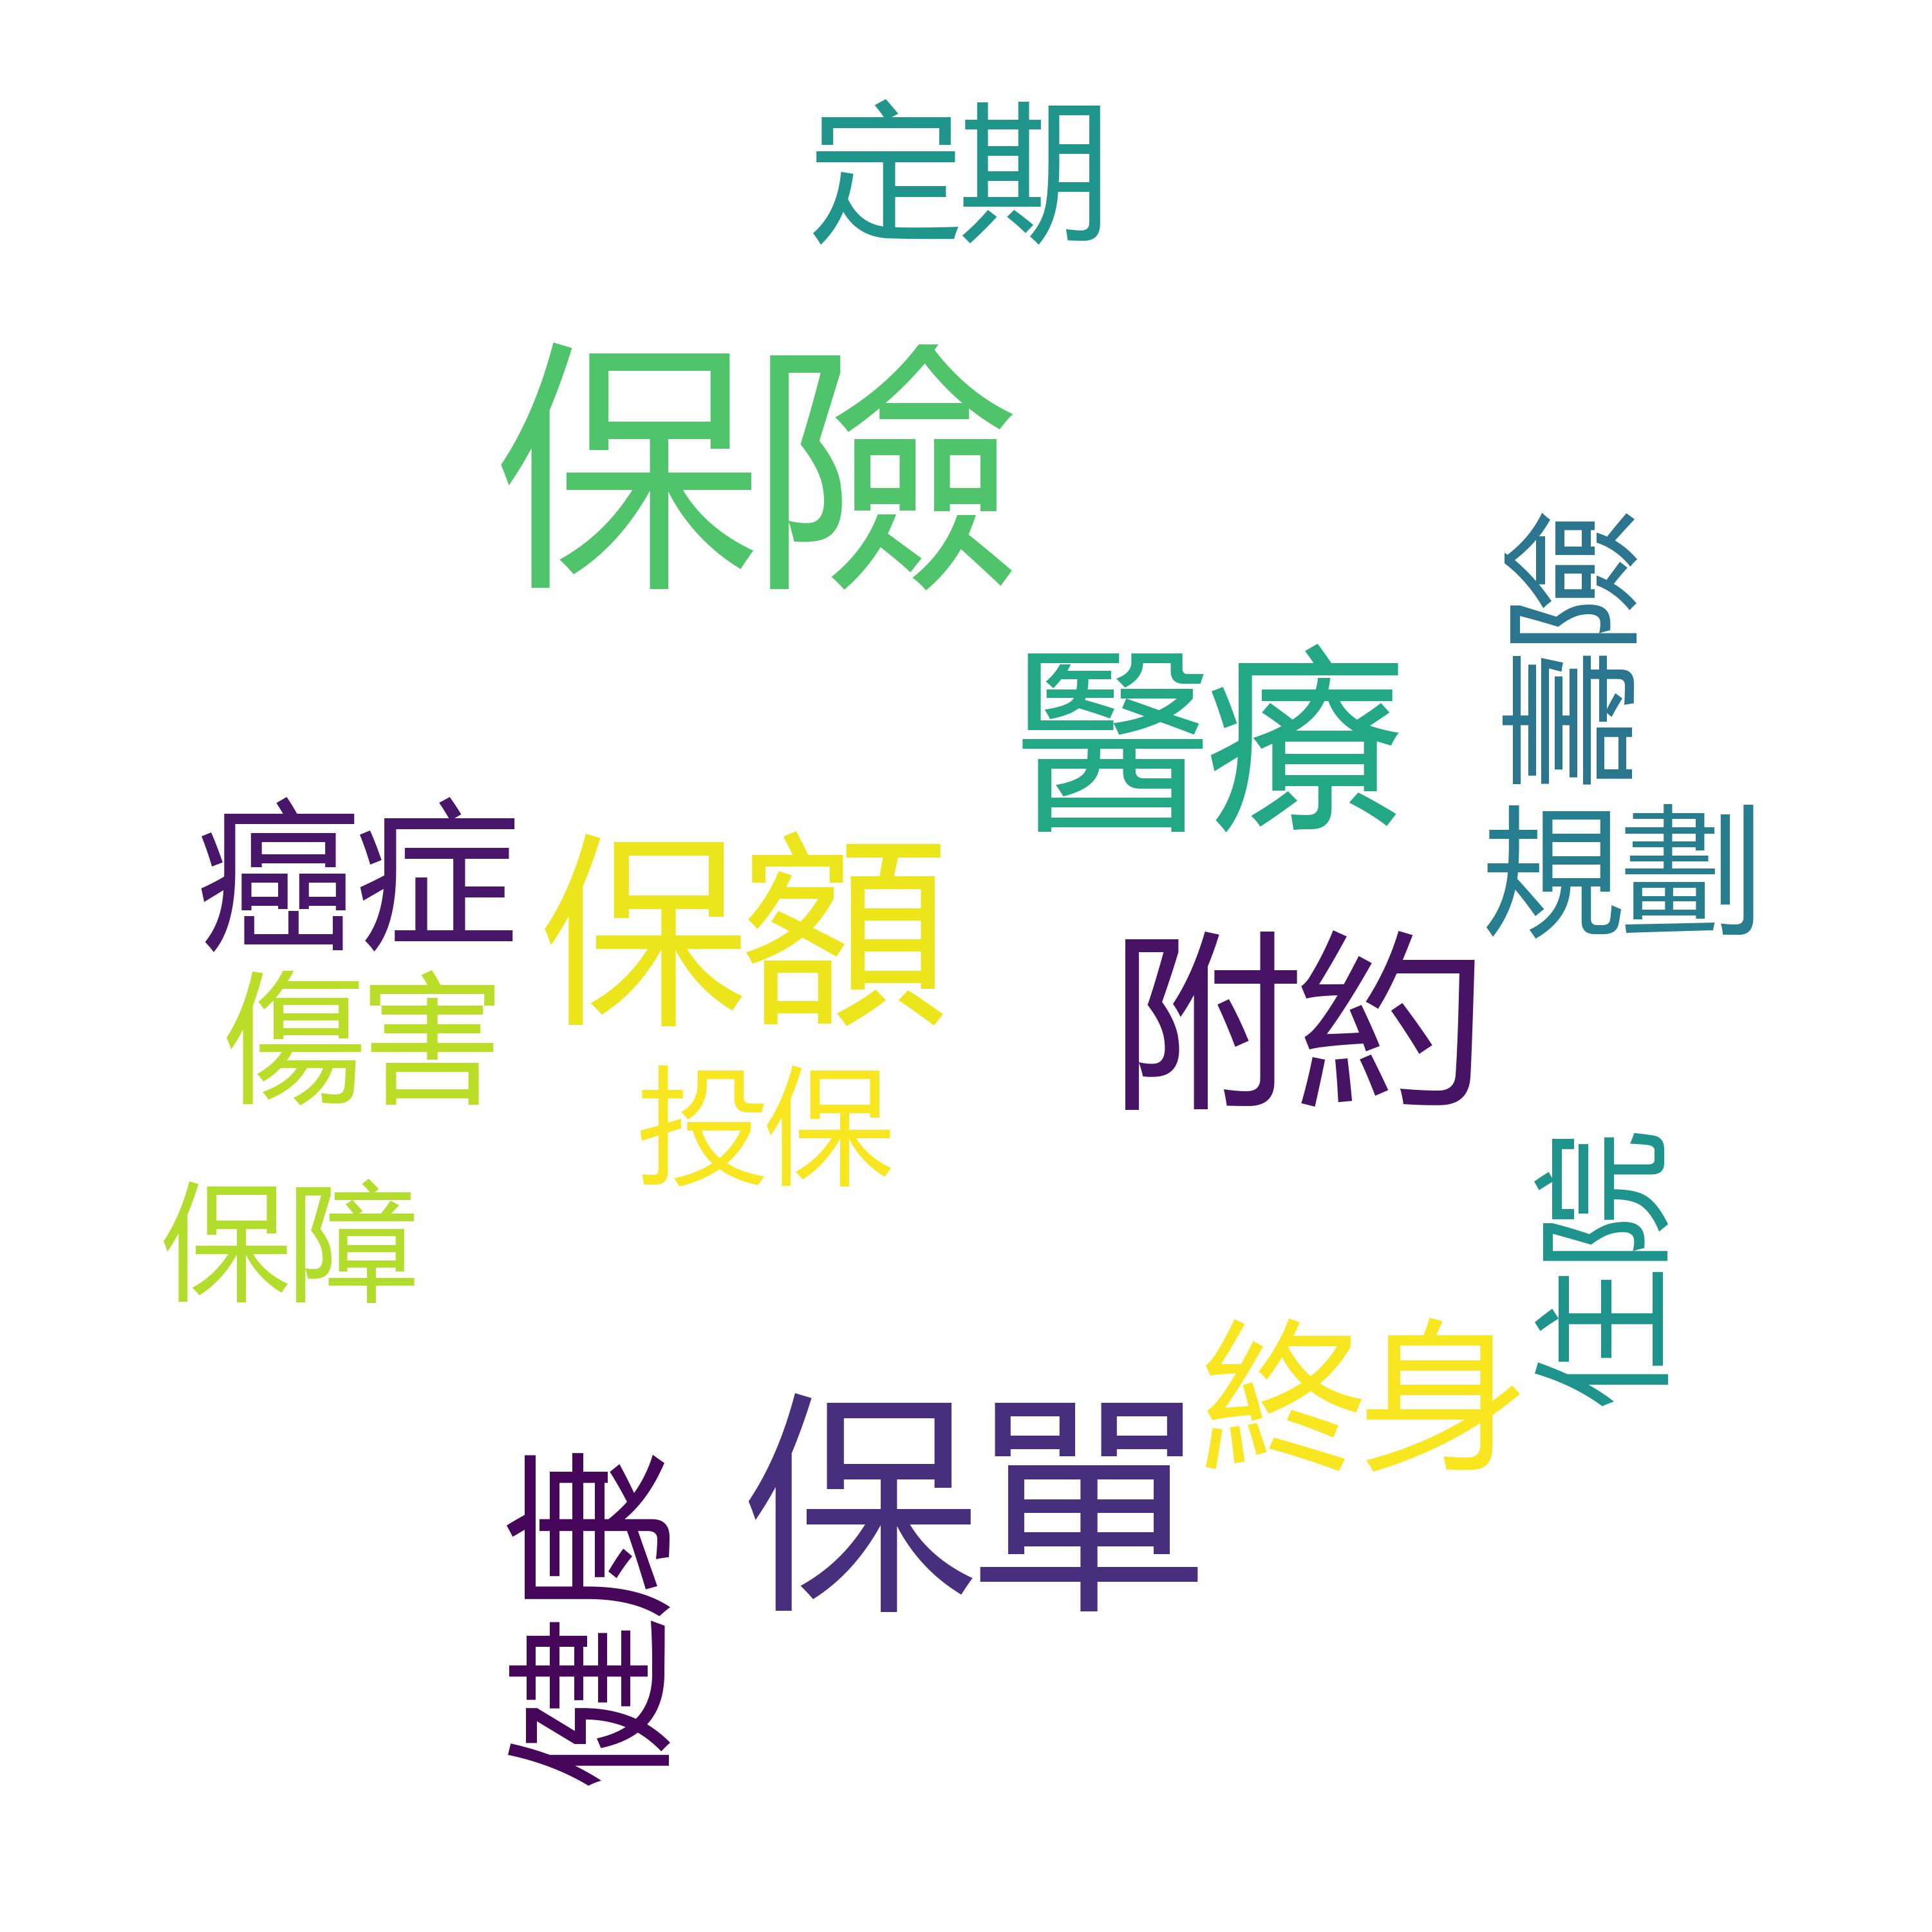 定期
保險
壽險
醫療
癌症
保額
規劃
附約
傷害
投保
保障
住院
終身
保單
健康